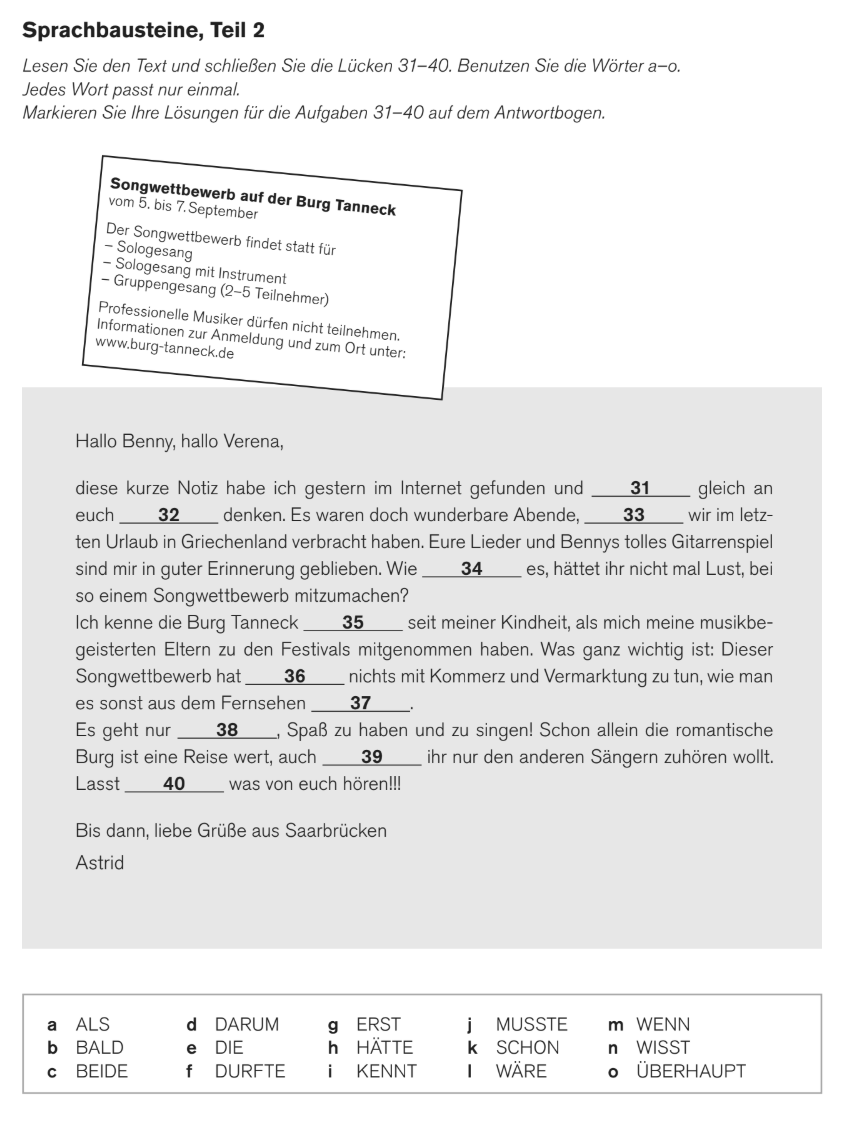 Sprachbausteine, Teil 2
Lesen Sie den Text und schließen Sie die Lücken 31–40. Benutzen Sie die Wörter a–o.
Jedes Wort passt nur einmal.
Markieren Sie Ihre Lösungen für die Aufgaben 31–40 auf dem Antwortbogen.
Songwettbewerb auf der Burg Tanneck
vom 5. bis 7. September
Der Songwettbewerb findet statt für
– Sologesang
– Sologesang mit Instrument
– Gruppengesang (2–5 Teilnehmer)
Professionelle Musiker dürfen nicht teilnehmen.
Informationen zur Anmeldung und zum Ort unter:
www.burg-tanneck.de
Hallo Benny, hallo Verena,
diese kurze Notiz habe ich gestern im Internet gefunden und ___31___ gleich an
euch ___32___ denken. Es waren doch wunderbare Abende, ___33___ wir im letz-
ten Urlaub in Griechenland verbracht haben. Eure Lieder und Bennys tolles Gitarrenspiel
sind mir in guter Erinnerung geblieben. Wie ___34___ es, hättet ihr nicht mal Lust, bei
so einem Songwettbewerb mitzumachen?
Ich kenne die Burg Tanneck ___35___ seit meiner Kindheit, als mich meine musikbe-
geisterten Eltern zu den Festivals mitgenommen haben. Was ganz wichtig ist: Dieser
Songwettbewerb hat ___36___ nichts mit Kommerz und Vermarktung zu tun, wie man
es sonst aus dem Fernsehen ___37___.
Es geht nur ___38___, Spaß zu haben und zu singen! Schon allein die romantische
Burg ist eine Reise wert, auch ___39___ ihr nur den anderen Sängern zuhören wollt.
Lasst ___40___ was von euch hören!!!
Bis dann, liebe Grüße aus Saarbrücken
Astrid
a ALS d DARUM g ERST j MUSSTE m WENN
b BALD e DIE h HÄTTE k SCHON n WISST
c BEIDE f DURFTE i KENNT l WÄRE o ÜBERHAUPT